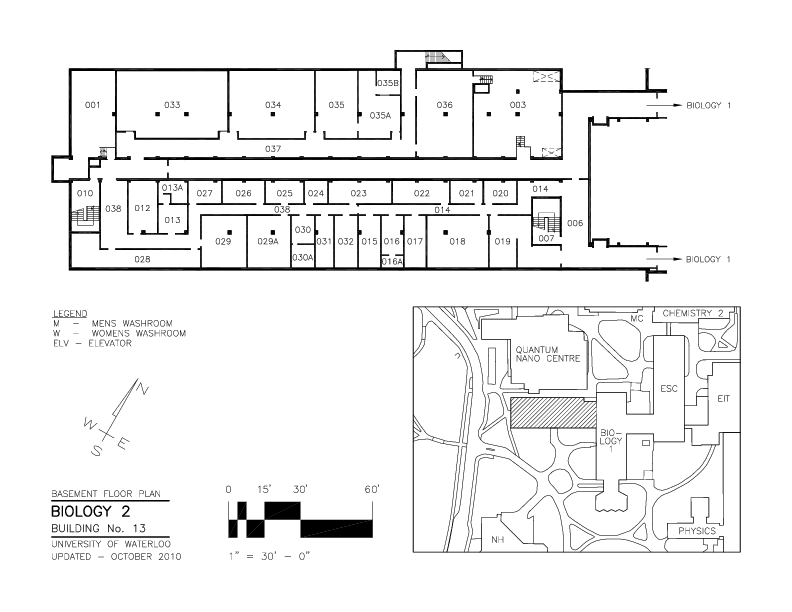 035B
001
033
034
035
035A
036
003
BIOLOGY 1
037
010
038
012
013A
013
027
026
025
024
023
022
021
020
014
038
014
006
007
029
029A
030
030A
031
032
015
016
016A
017
018
019
028
BIOLOGY 1
LEGEND
M – MENS WASHROOM
W – WOMENS WASHROOM
ELV – ELEVATOR
N
W
E
S
BASEMENT FLOOR PLAN
BIOLOGY 2
BUILDING No. 13
UNIVERSITY OF WATERLOO
UPDATED – OCTOBER 2010
0 15' 30' 60'
1" = 30' – 0"
MC
CHEMISTRY 2
QUANTUM
NANO CENTRE
ESC
EIT
BIO–
LOGY
1
NH
PHYSICS